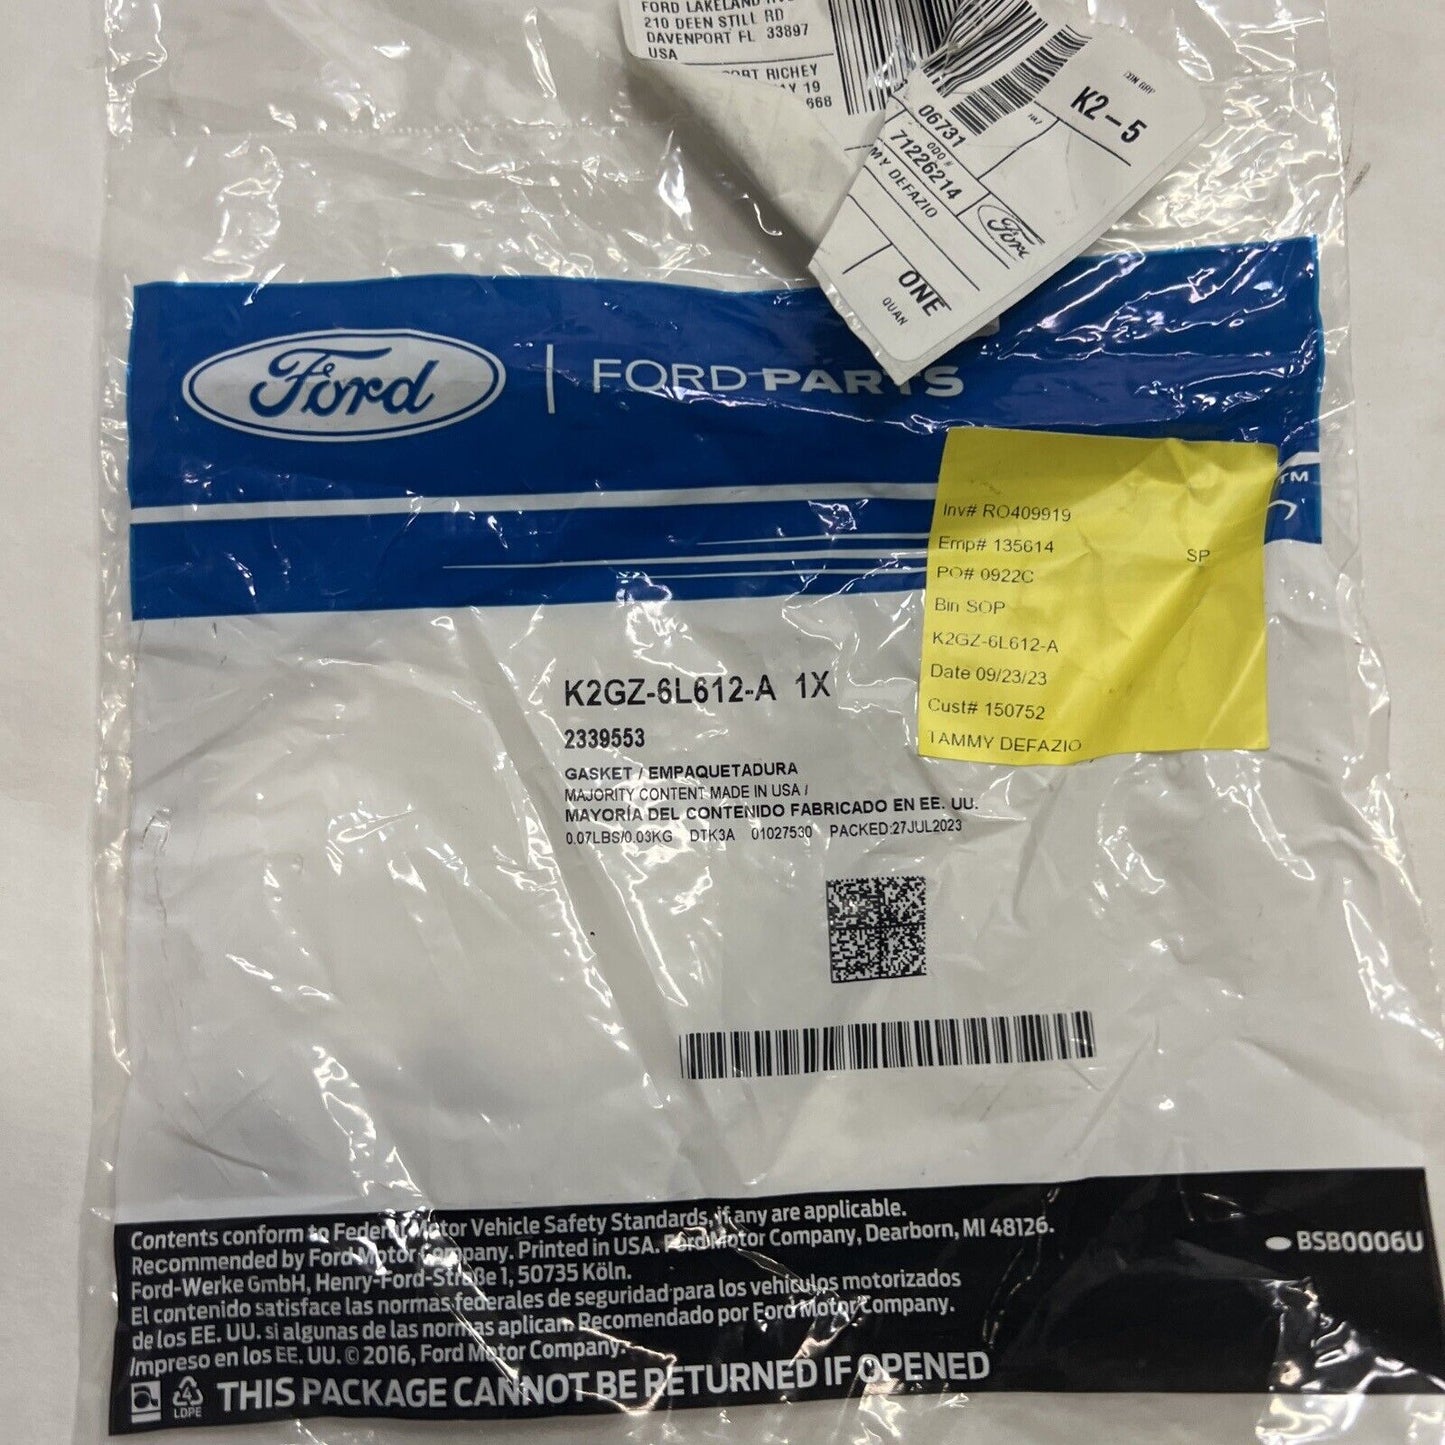 FORD LAKELAND
210 DEEN STILL RD
DAVENPORT FL 33897
USA
RICHEY
19
668
K2-5
06731
71226214
DEFAZIO
Ford
ONE
QUAN
Ford | FORD PARTS
TM
Inv# RO409919
Emp# 135614 SP
PO# 0922C
Bin SOP
K2GZ-6L612-A
Date 09/23/23
Cust# 150752
TAMMY DEFAZIO
K2GZ-6L612-A 1X
2339553
GASKET / EMPAQUETADURA
MAJORITY CONTENT MADE IN USA /
MAYORÍA DEL CONTENIDO FABRICADO EN EE. UU.
0.07LBS/0.03KG DTK3A 01027530 PACKED:27JUL2023
Contents conform to Federal Motor Vehicle Safety Standards, if any are applicable.
Recommended by Ford Motor Company. Printed in USA. Ford Motor Company, Dearborn, MI 48126.
Ford-Werke GmbH, Henry-Ford-Straße 1, 50735 Köln.
El contenido satisface las normas federales de seguridad para los vehículos motorizados
de los EE. UU. si algunas de las normas aplican Recomendado por Ford Motor Company.
Impreso en los EE. UU. © 2016, Ford Motor Company.
BSB0006U
4
LDPE
THIS PACKAGE CANNOT BE RETURNED IF OPENED